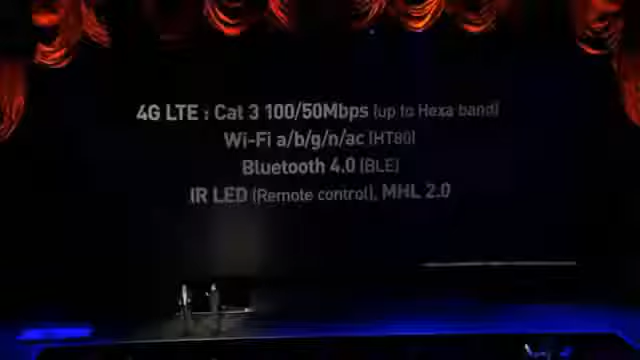 4G LTE : Cat 3 100/50Mbps (up to Hexa band)
Wi-Fi a/b/g/n/ac (HT80)
Bluetooth 4.0 (BLE)
IR LED (Remote control), MHL 2.0